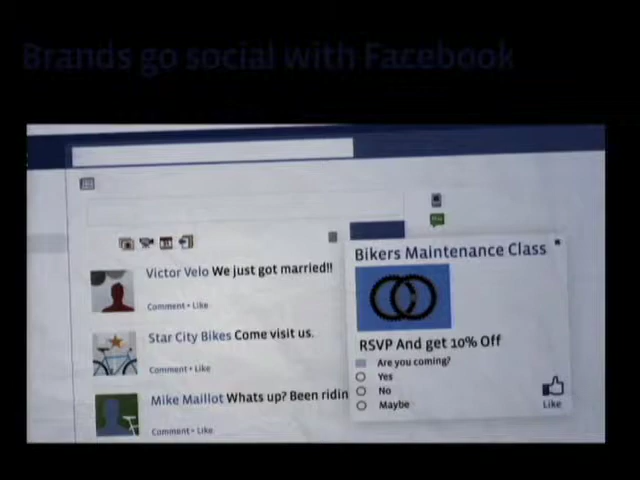 Brands go social with Facebook
Bikers Maintenance Class
Victor Velo We just got married!!
Comment • Like
Star City Bikes Come visit us.
Comment • Like
Mike Maillot Whats up? Been ridin
Comment • Like
RSVP And get 10% Off
Are you coming?
Yes
No
Maybe
Like